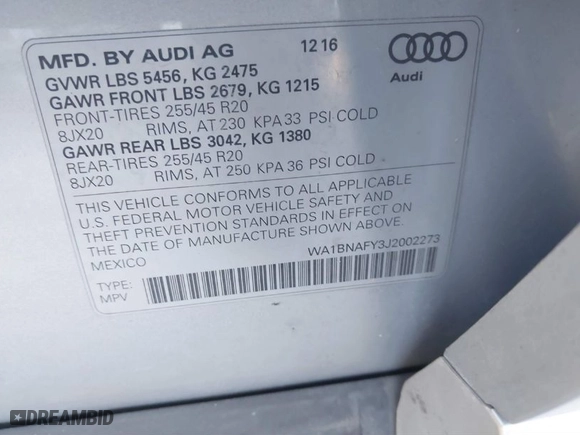 MFD. BY AUDI AG 12 16
GVWR LBS 5456, KG 2475
GAWR FRONT LBS 2679, KG 1215
FRONT-TIRES 255/45 R20
8JX20 RIMS, AT 230 KPA 33 PSI COLD
GAWR REAR LBS 3042, KG 1380
REAR-TIRES 255/45 R20
8JX20 RIMS, AT 250 KPA 36 PSI COLD
Audi
THIS VEHICLE CONFORMS TO ALL APPLICABLE
U.S. FEDERAL MOTOR VEHICLE SAFETY AND
THEFT PREVENTION STANDARDS IN EFFECT ON
THE DATE OF MANUFACTURE SHOWN ABOVE.
MEXICO
WA1BNAFY3J2002273
TYPE:
MPV
DREAMBID